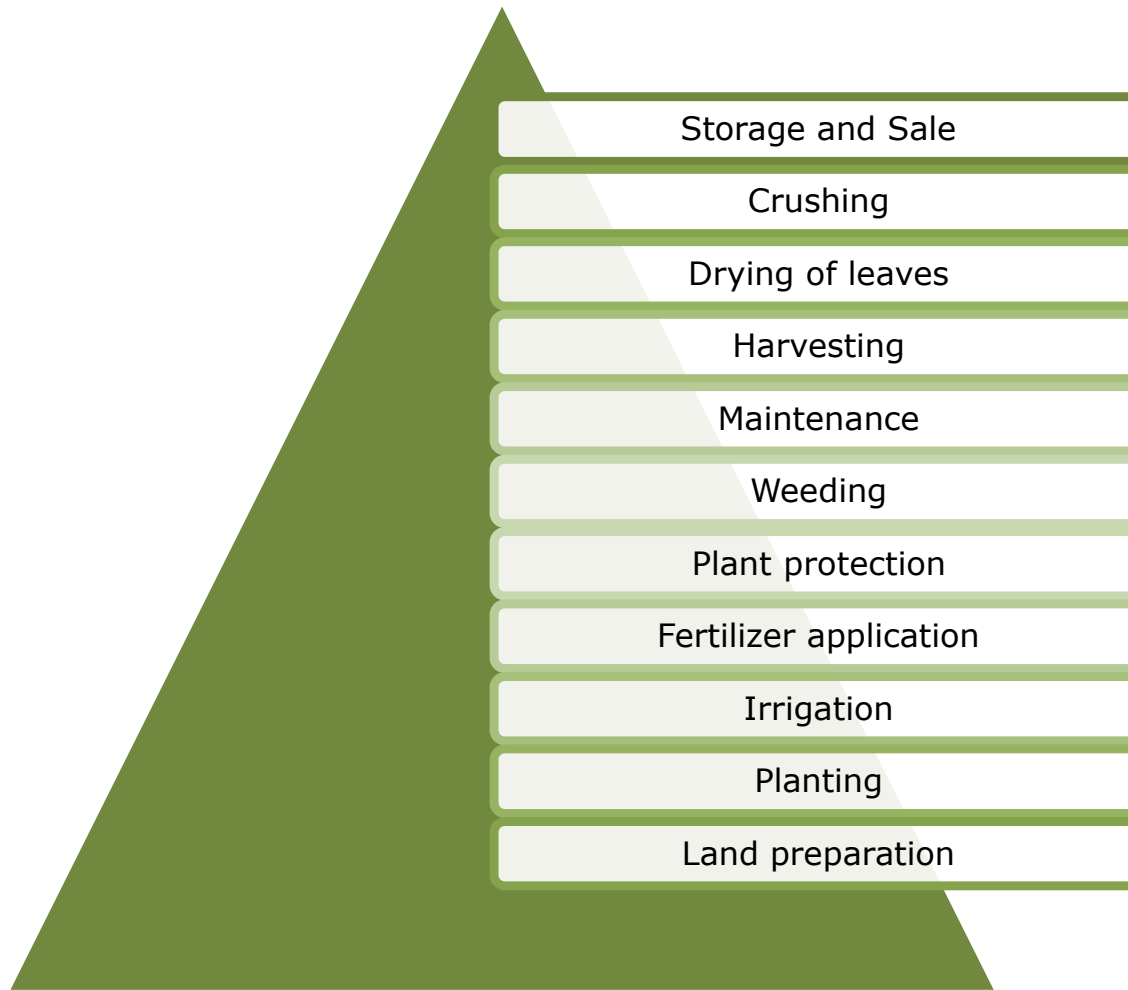 Storage and Sale
Crushing
Drying of leaves
Harvesting
Maintenance
Weeding
Plant protection
Fertilizer application
Irrigation
Planting
Land preparation